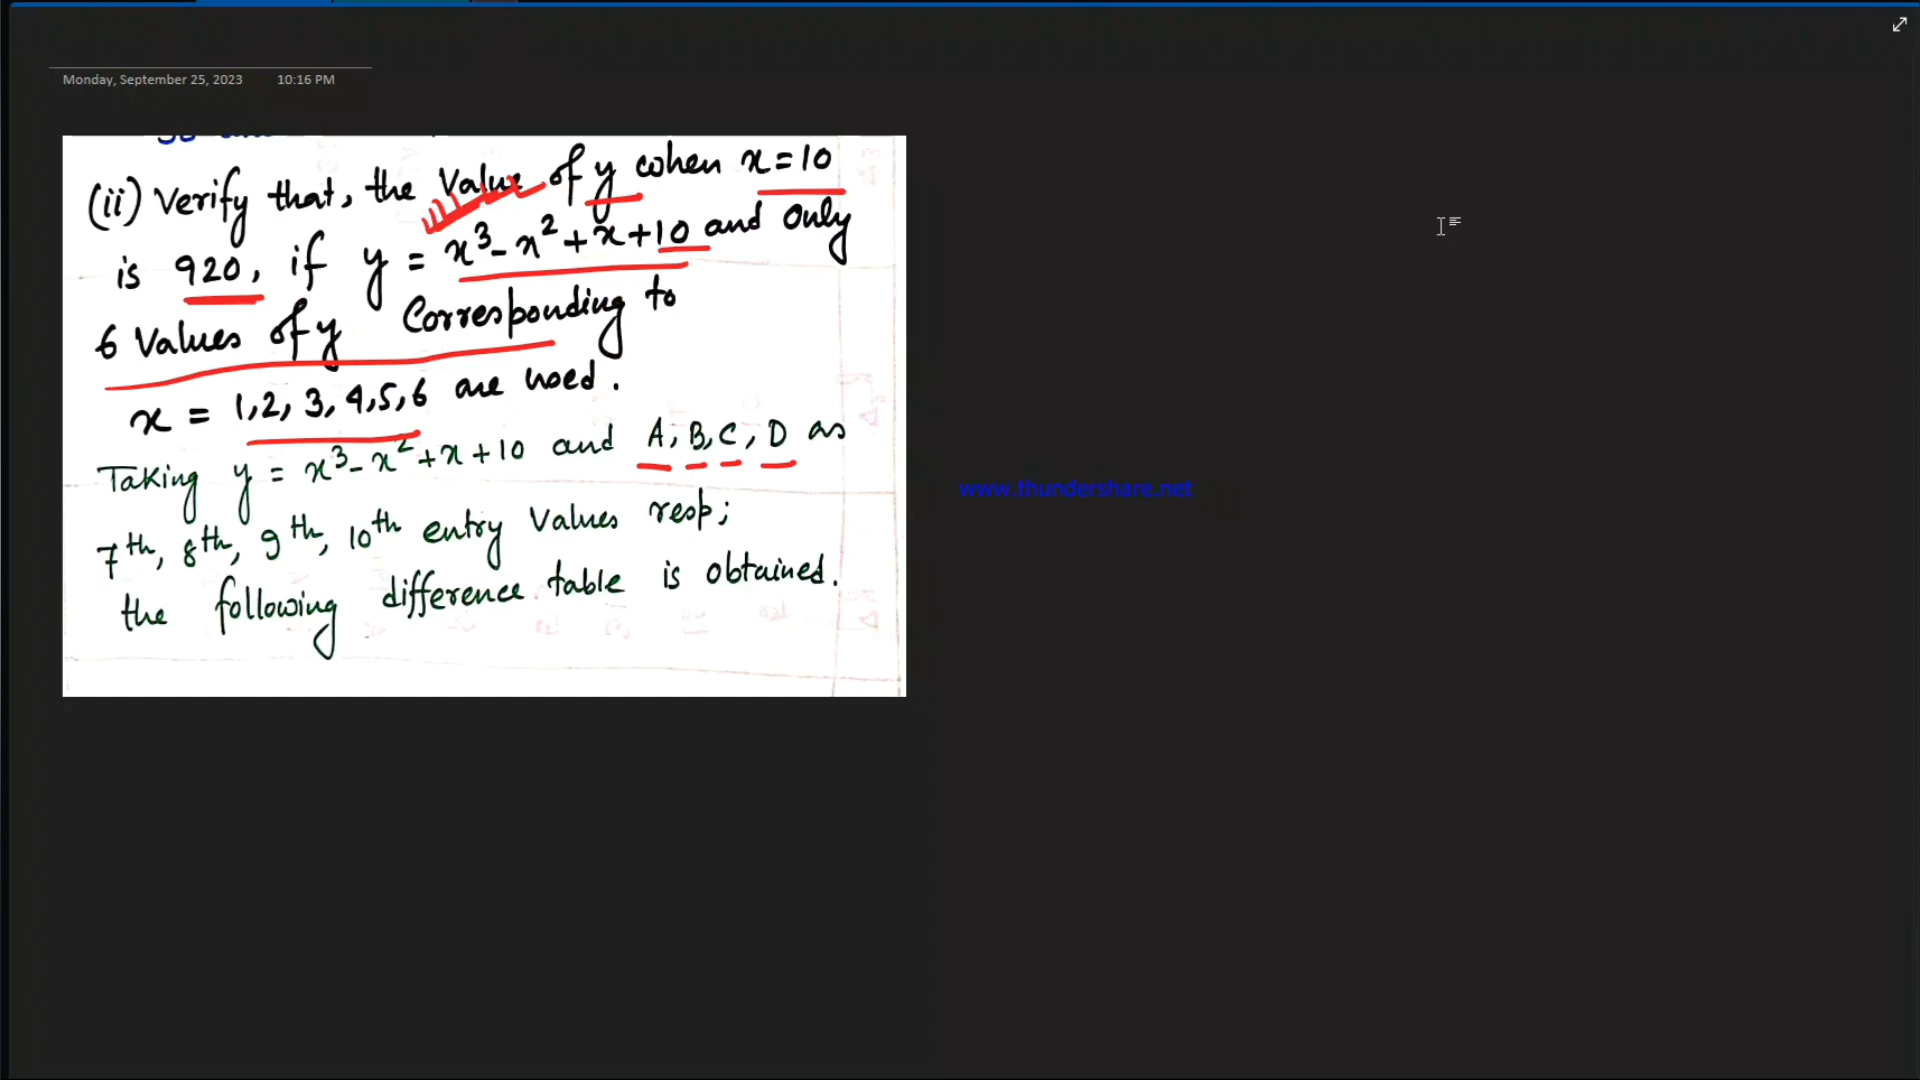 Monday, September 25, 2023 10:16 PM
(ii) Verify that, the Value of y when x=10
is 920, if y = x³-x²+x+10 and only
6 Values of y Corresponding to
x = 1,2, 3, 4,5,6 are used.
Taking y = x³-x²+x+10 and A, B, C, D as
7th, 8th, 9th, 10th entry Values resp;
the following difference table is obtained.
www.thundershare.net